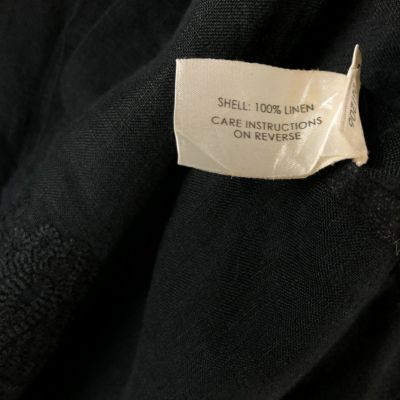 SHELL: 100% LINEN
CARE INSTRUCTIONS
ON REVERSE